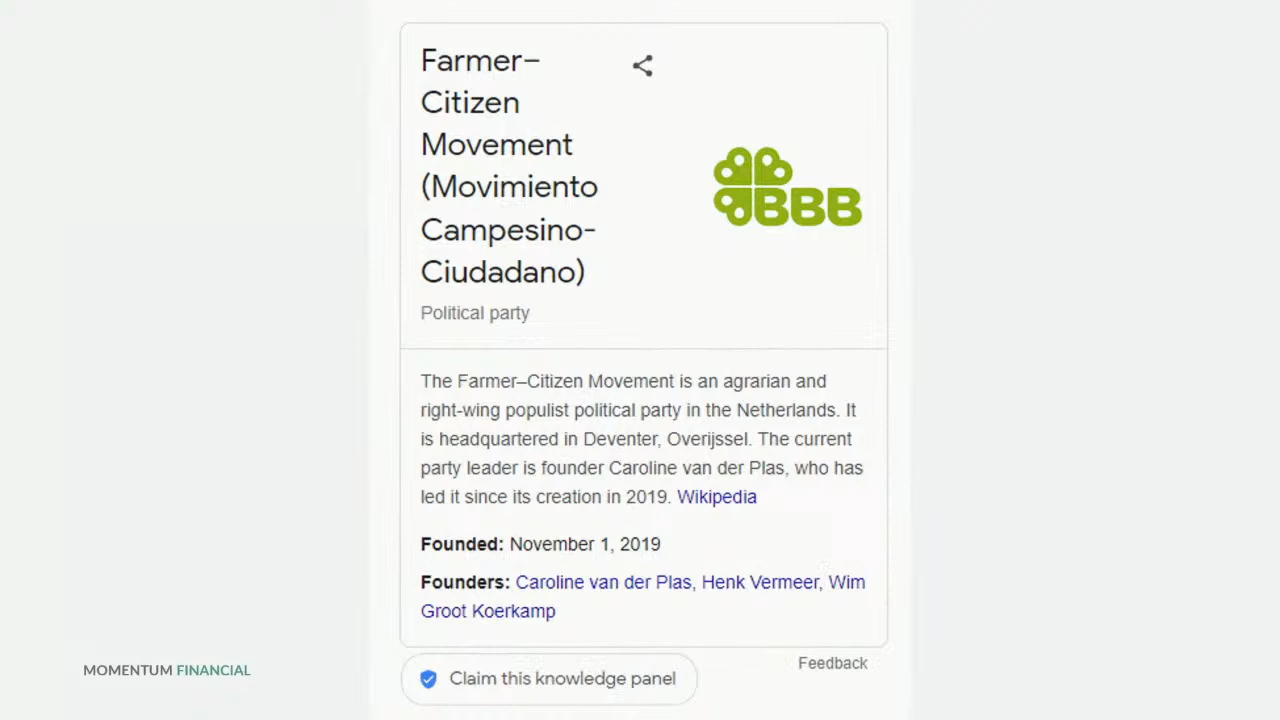 Farmer–
Citizen
Movement
(Movimiento
Campesino-
Ciudadano)
BBB
Political party
The Farmer–Citizen Movement is an agrarian and
right-wing populist political party in the Netherlands. It
is headquartered in Deventer, Overijssel. The current
party leader is founder Caroline van der Plas, who has
led it since its creation in 2019. Wikipedia
Founded: November 1, 2019
Founders: Caroline van der Plas, Henk Vermeer, Wim
Groot Koerkamp
Feedback
Claim this knowledge panel
MOMENTUM FINANCIAL